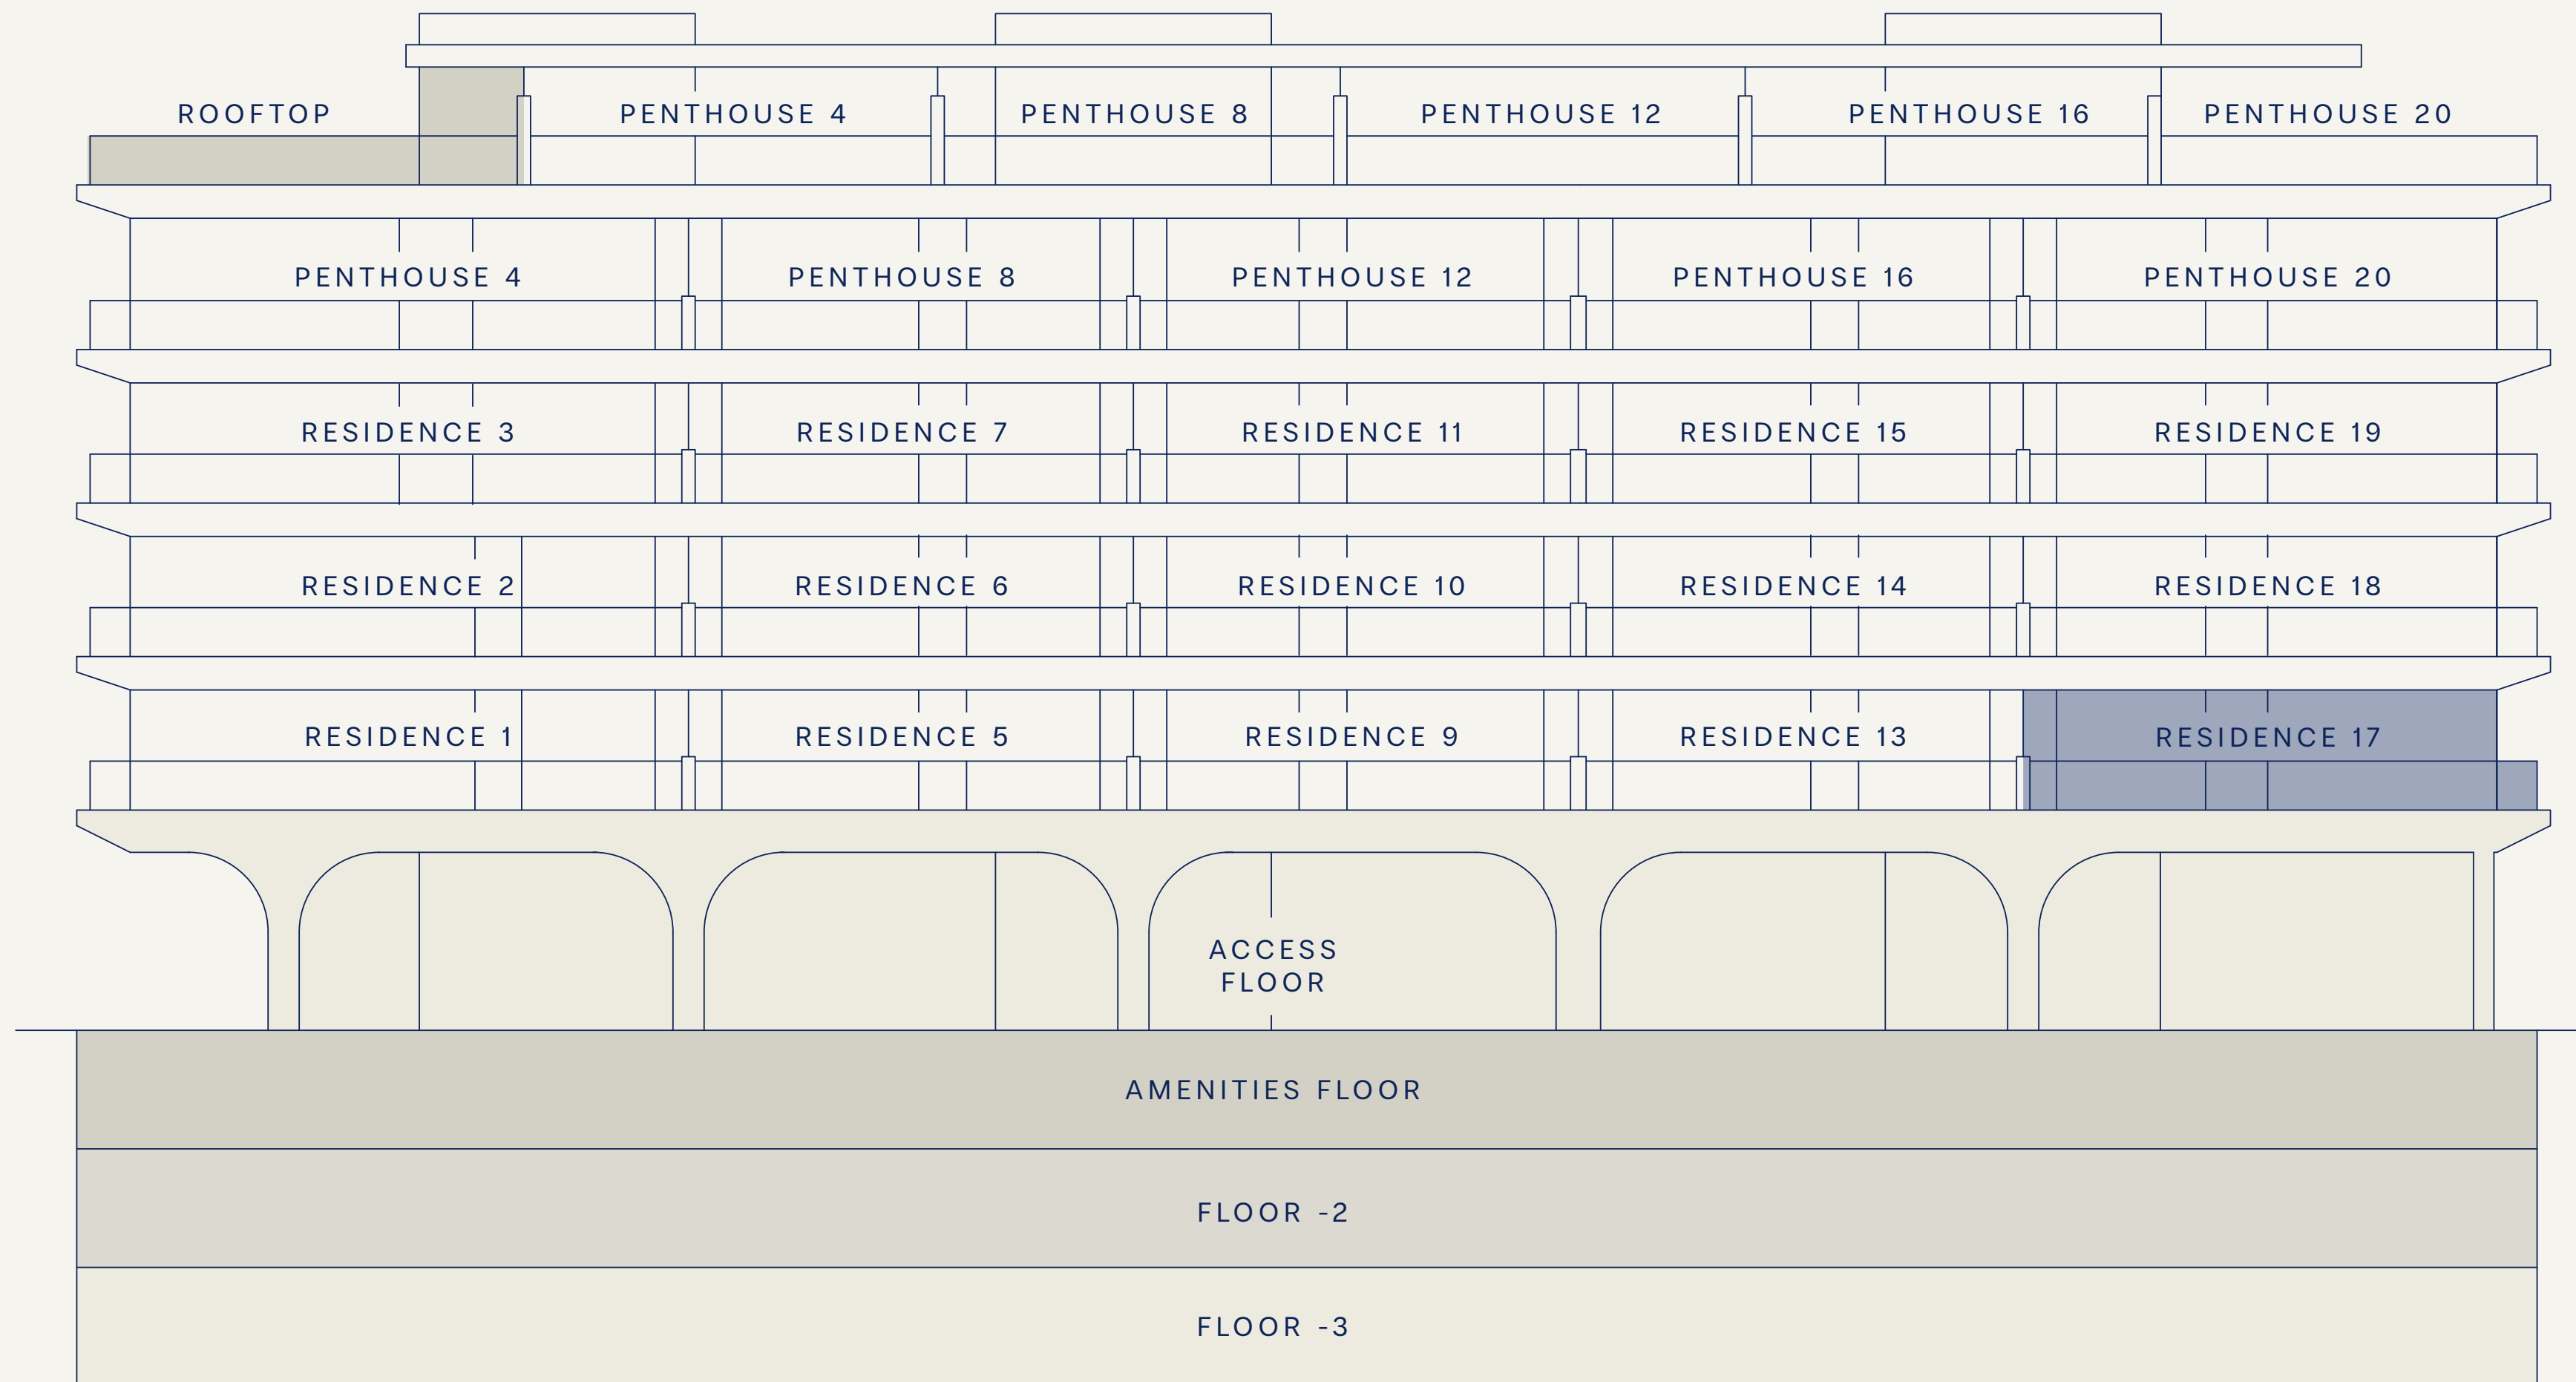 ROOFTOP PENTHOUSE 4 PENTHOUSE 8 PENTHOUSE 12 PENTHOUSE 16 PENTHOUSE 20
PENTHOUSE 4 PENTHOUSE 8 PENTHOUSE 12 PENTHOUSE 16 PENTHOUSE 20
RESIDENCE 3 RESIDENCE 7 RESIDENCE 11 RESIDENCE 15 RESIDENCE 19
RESIDENCE 2 RESIDENCE 6 RESIDENCE 10 RESIDENCE 14 RESIDENCE 18
RESIDENCE 1 RESIDENCE 5 RESIDENCE 9 RESIDENCE 13 RESIDENCE 17
ACCESS
FLOOR
AMENITIES FLOOR
FLOOR -2
FLOOR -3